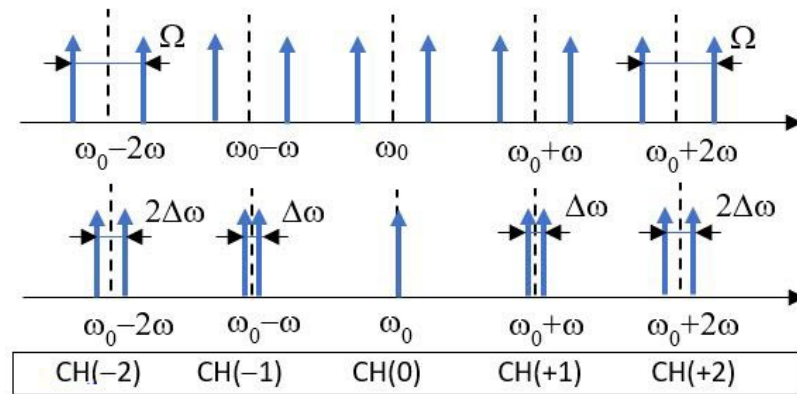 Ω Ω
ω₀−2ω ω₀−ω ω₀ ω₀+ω ω₀+2ω
2Δω Δω Δω 2Δω
ω₀−2ω ω₀−ω ω₀ ω₀+ω ω₀+2ω
CH(−2) CH(−1) CH(0) CH(+1) CH(+2)